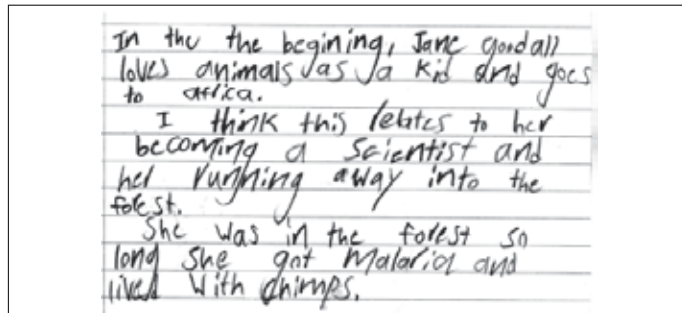 In the the begining, Jane goodall
loves animals as a kid and goes
to africa.
I think this relates to her
becoming a scientist and
her running away into the
forest.
She was in the forest so
long she got malaria and
lived with chimps.